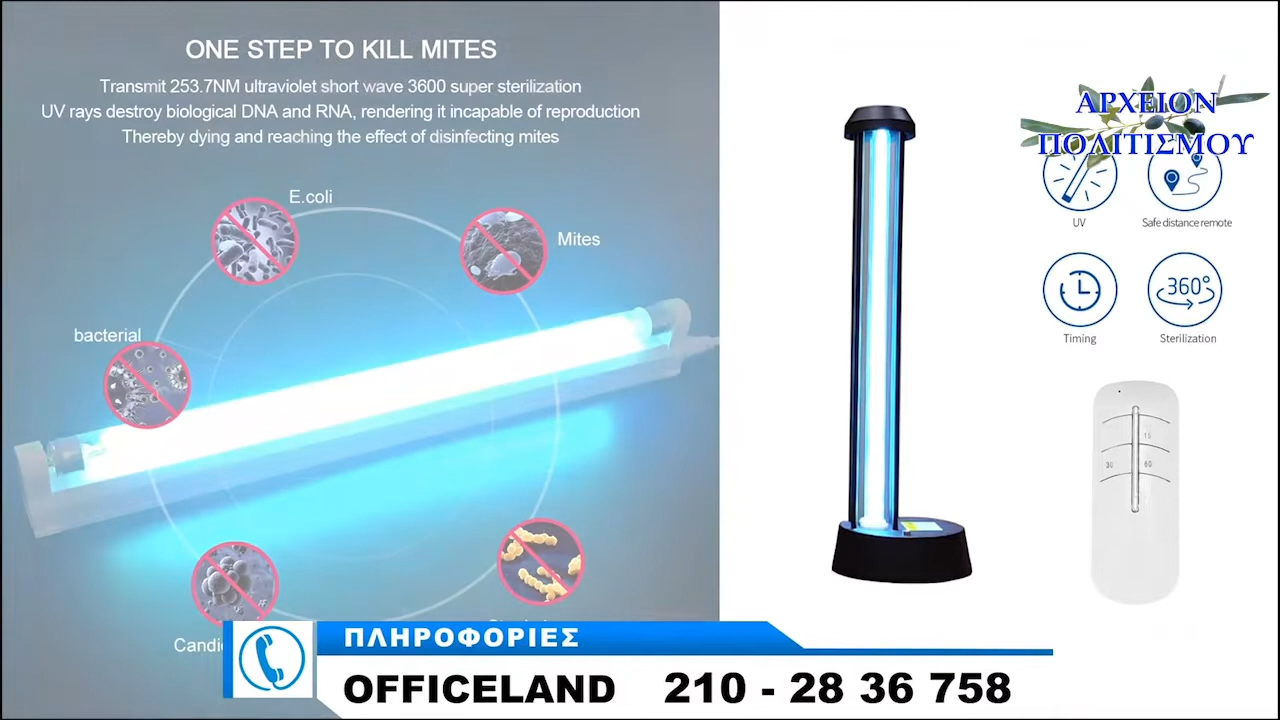 ONE STEP TO KILL MITES
Transmit 253.7NM ultraviolet short wave 3600 super sterilization
UV rays destroy biological DNA and RNA, rendering it incapable of reproduction
Thereby dying and reaching the effect of disinfecting mites
E.coli
Mites
bacterial
ΑΡΧΕΙΟΝ
ΠΟΛΙΤΙΣΜΟΥ
UV
Safe distance remote
Timing
360°
Sterilization
15
30
60
ΠΛΗΡΟΦΟΡΙΕΣ
OFFICELAND 210 - 28 36 758